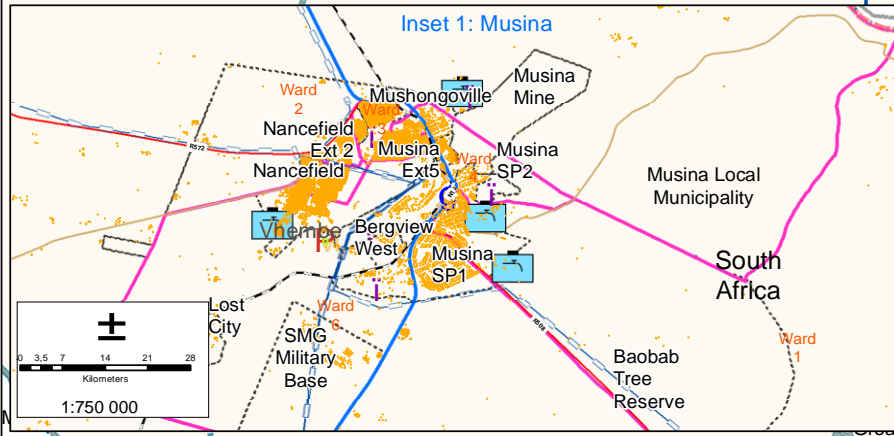 Inset 1: Musina
Musina
Mine
Ward
2
Mushongoville
Ward
3
Nancefield
Ext 2
Musina
Ext5
Musina
SP2
R572
Nancefield
Ward
4
Musina Local
Municipality
N1
Vhembe
Bergview
West
Musina
SP1
South
Africa
Lost
City
Ward
6
SMG
Military
Base
R508
Ward
1
Baobab
Tree
Reserve
±
0 3,5 7 14 21 28
Kilometers
1:750 000